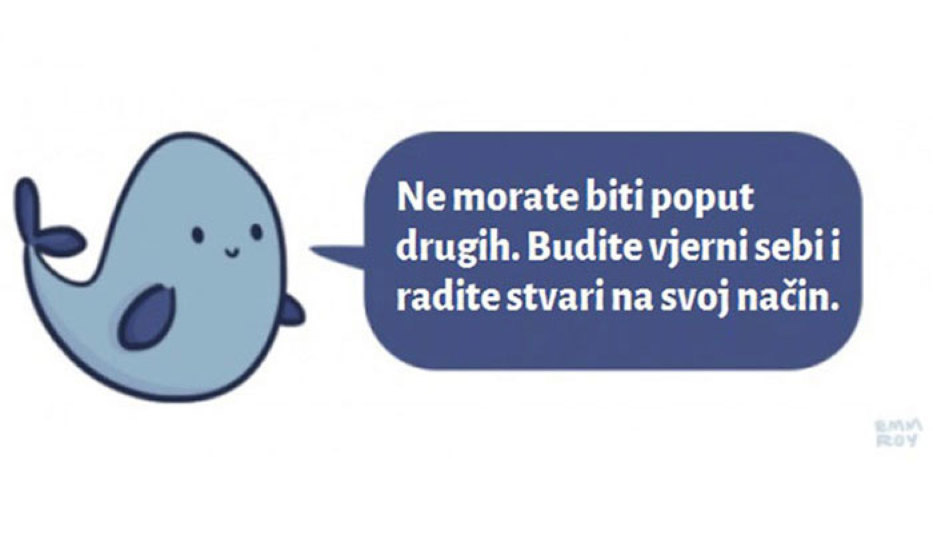 Ne morate biti poput
drugih. Budite vjerni sebi i
radite stvari na svoj način.
EMM
ROY